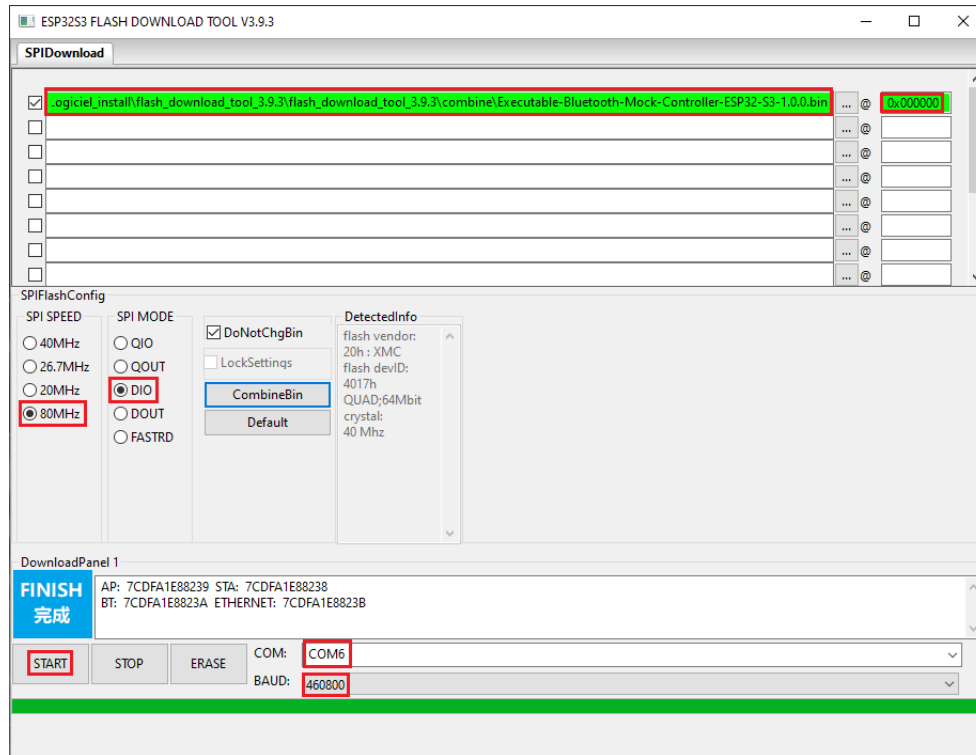 ESP32S3 FLASH DOWNLOAD TOOL V3.9.3
SPIDownload
.ogiciel_install\flash_download_tool_3.9.3\flash_download_tool_3.9.3\combine\Executable-Bluetooth-Mock-Controller-ESP32-S3-1.0.0.bin ... @ 0x000000
... @
... @
... @
... @
... @
... @
... @
SPIFlashConfig
SPI SPEED
40MHz
26.7MHz
20MHz
80MHz
SPI MODE
QIO
QOUT
DIO
DOUT
FASTRD
DoNotChgBin
LockSettings
CombineBin
Default
DetectedInfo
flash vendor:
20h : XMC
flash devID:
4017h
QUAD;64Mbit
crystal:
40 Mhz
DownloadPanel 1
FINISH
完成
AP: 7CDFA1E88239 STA: 7CDFA1E88238
BT: 7CDFA1E8823A ETHERNET: 7CDFA1E8823B
START STOP ERASE
COM: COM6
BAUD: 460800